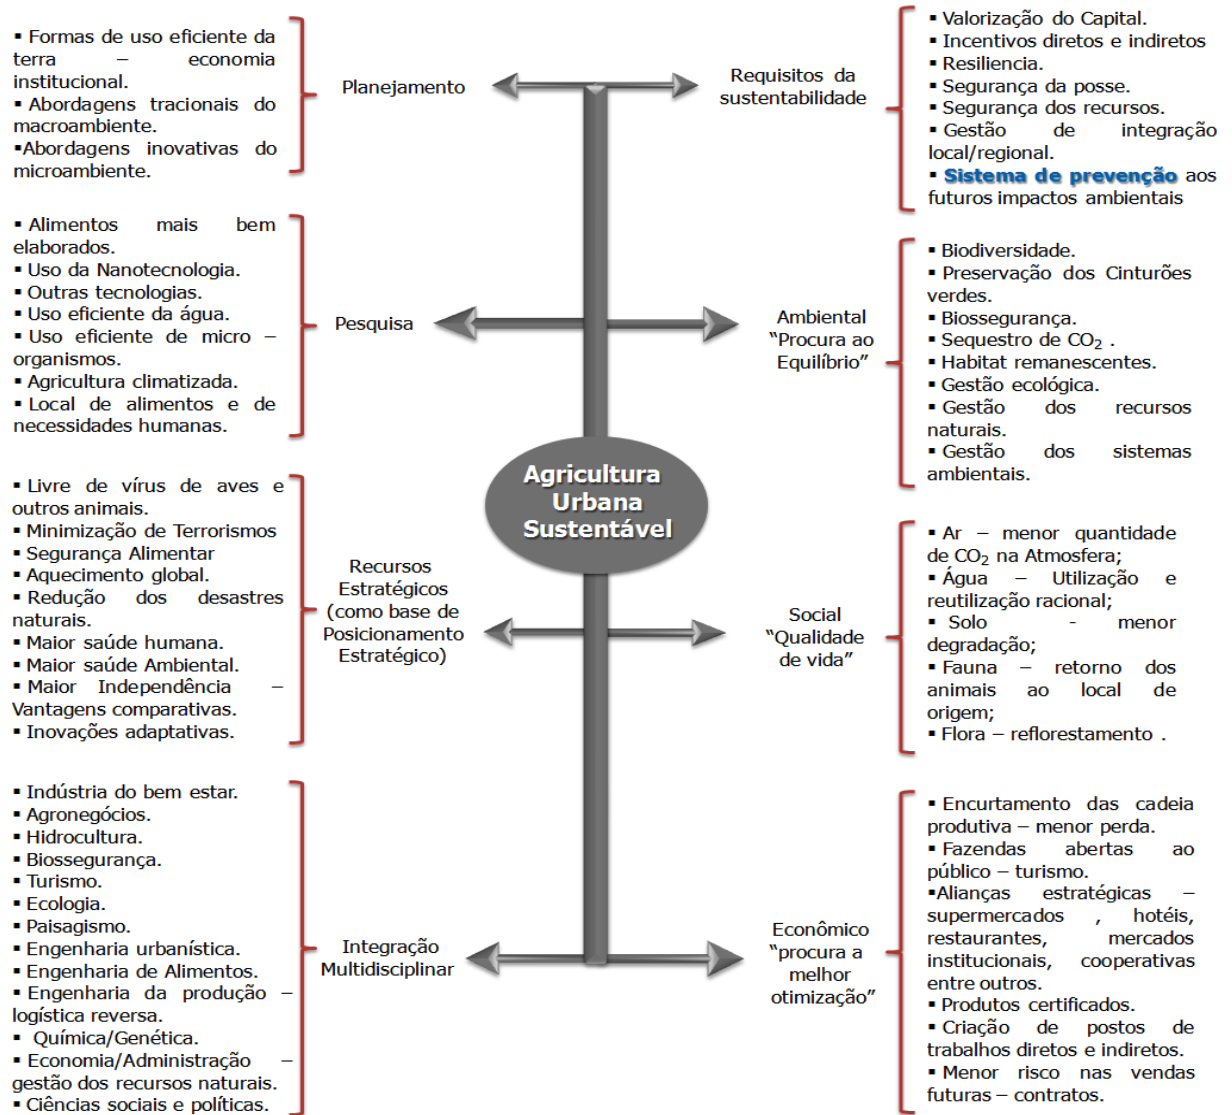 ▪ Formas de uso eficiente da
terra – economia
institucional.
▪ Abordagens tracionais do
macroambiente.
▪Abordagens inovativas do
microambiente.
Planejamento
Requisitos da
sustentabilidade
▪ Valorização do Capital.
▪ Incentivos diretos e indiretos
▪ Resiliencia.
▪ Segurança da posse.
▪ Segurança dos recursos.
▪ Gestão de integração
local/regional.
▪ Sistema de prevenção aos
futuros impactos ambientais
▪ Alimentos mais bem
elaborados.
▪ Uso da Nanotecnologia.
▪ Outras tecnologias.
▪ Uso eficiente da água.
▪ Uso eficiente de micro –
organismos.
▪ Agricultura climatizada.
▪ Local de alimentos e de
necessidades humanas.
Pesquisa
Ambiental
“Procura ao
Equilíbrio”
▪ Biodiversidade.
▪ Preservação dos Cinturões
verdes.
▪ Biossegurança.
▪ Sequestro de CO₂ .
▪ Habitat remanescentes.
▪ Gestão ecológica.
▪ Gestão dos recursos
naturais.
▪ Gestão dos sistemas
ambientais.
Agricultura
Urbana
Sustentável
▪ Livre de vírus de aves e
outros animais.
▪ Minimização de Terrorismos
▪ Segurança Alimentar
▪ Aquecimento global.
▪ Redução dos desastres
naturais.
▪ Maior saúde humana.
▪ Maior saúde Ambiental.
▪ Maior Independência –
Vantagens comparativas.
▪ Inovações adaptativas.
Recursos
Estratégicos
(como base de
Posicionamento
Estratégico)
Social
“Qualidade
de vida”
▪ Ar – menor quantidade
de CO₂ na Atmosfera;
▪ Água – Utilização e
reutilização racional;
▪ Solo - menor
degradação;
▪ Fauna – retorno dos
animais ao local de
origem;
▪ Flora – reflorestamento .
▪ Indústria do bem estar.
▪ Agronegócios.
▪ Hidrocultura.
▪ Biossegurança.
▪ Turismo.
▪ Ecologia.
▪ Paisagismo.
▪ Engenharia urbanística.
▪ Engenharia de Alimentos.
▪ Engenharia da produção –
logística reversa.
▪ Química/Genética.
▪ Economia/Administração –
gestão dos recursos naturais.
▪ Ciências sociais e políticas.
Integração
Multidisciplinar
Econômico
“procura a
melhor
otimização”
▪ Encurtamento das cadeia
produtiva – menor perda.
▪ Fazendas abertas ao
público – turismo.
▪Alianças estratégicas –
supermercados , hotéis,
restaurantes, mercados
institucionais, cooperativas
entre outros.
▪ Produtos certificados.
▪ Criação de postos de
trabalhos diretos e indiretos.
▪ Menor risco nas vendas
futuras – contratos.